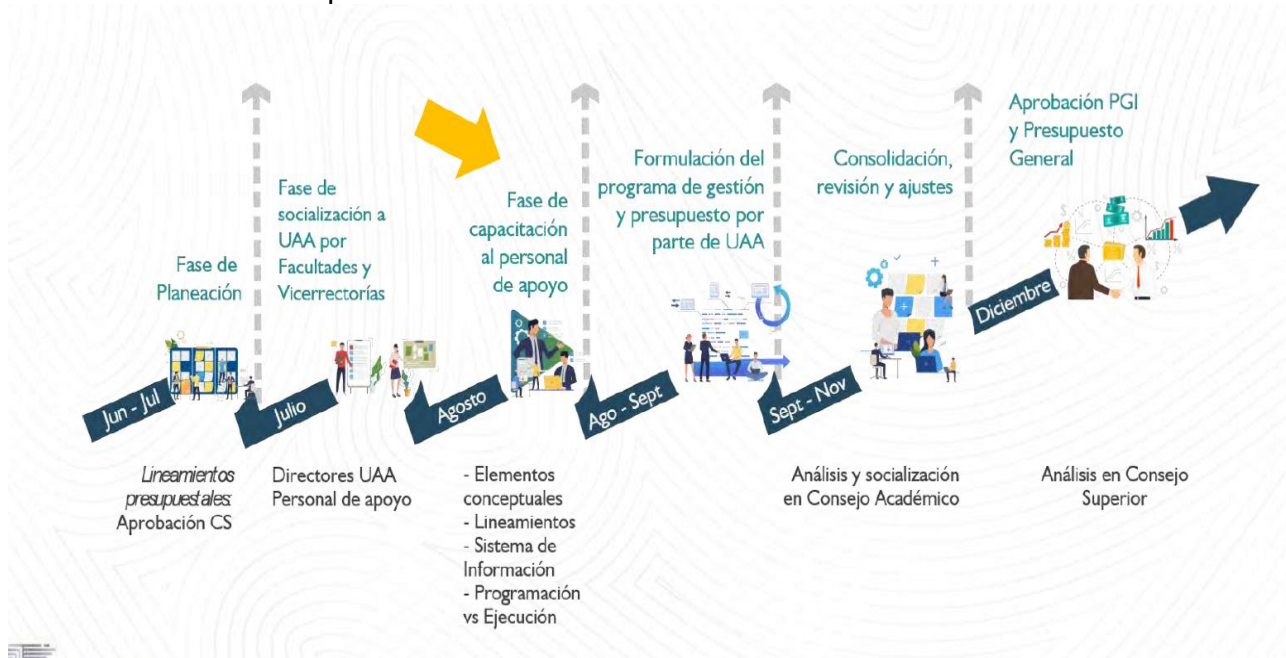 Fase de
Planeación
Jun - Jul
Lineamientos
presupuestales:
Aprobación CS
Fase de
socialización a
UAA por
Facultades y
Vicerrectorías
Julio
Directores UAA
Personal de apoyo
Fase de
capacitación
al personal
de apoyo
Agosto
- Elementos
conceptuales
- Lineamientos
- Sistema de
Información
- Programación
vs Ejecución
Formulación del
programa de gestión
y presupuesto por
parte de UAA
Ago - Sept
Consolidación,
revisión y ajustes
Sept - Nov
Análisis y socialización
en Consejo Académico
Aprobación PGI
y Presupuesto
General
Diciembre
Análisis en Consejo
Superior